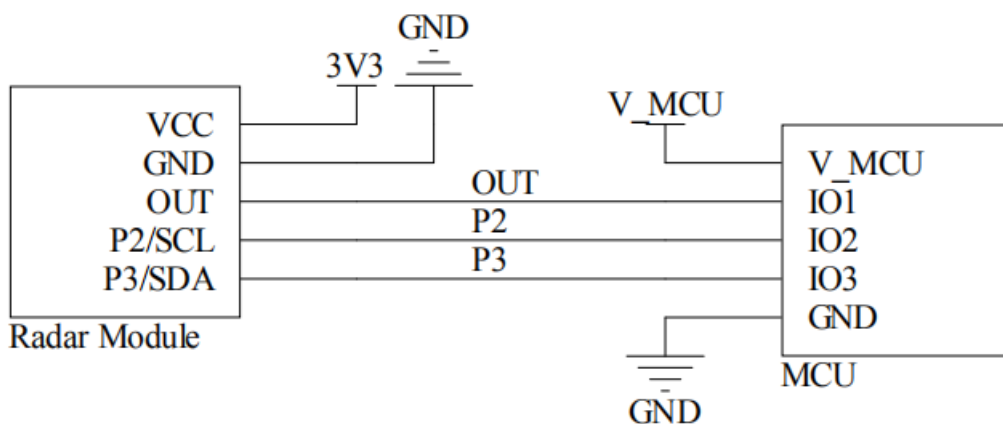 GND
3V3
VCC
GND
OUT
P2/SCL
P3/SDA
Radar Module
OUT
P2
P3
V_MCU
V_MCU
IO1
IO2
IO3
GND
MCU
GND